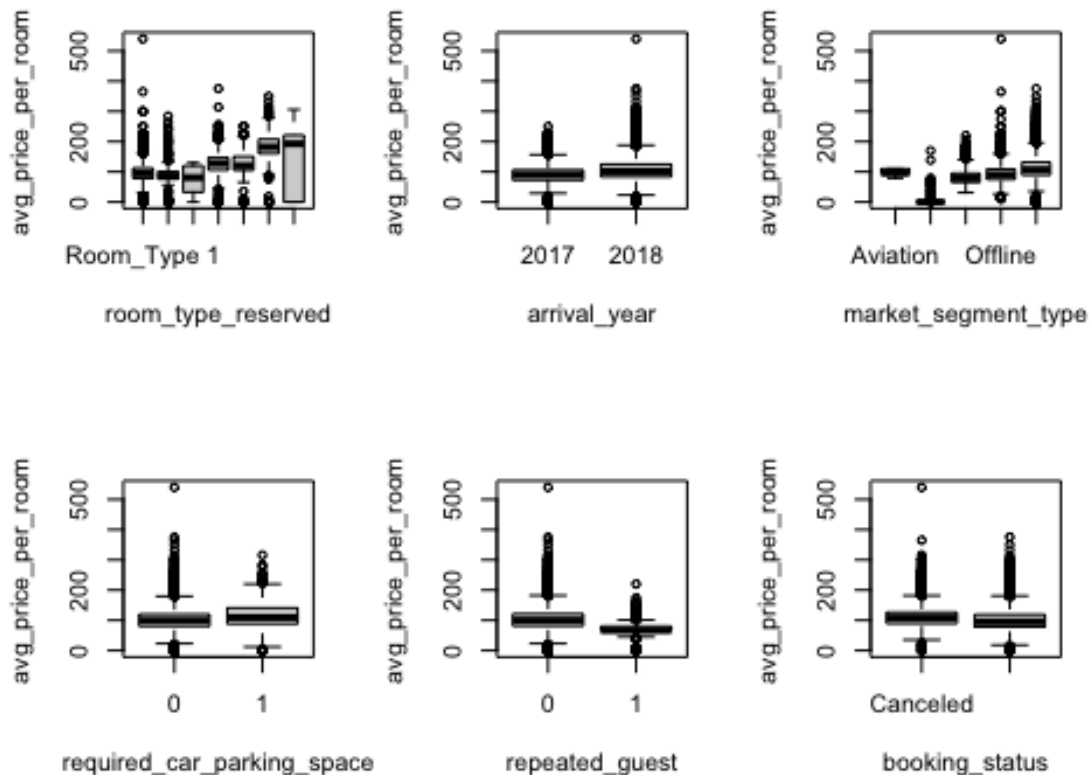 avg_price_per_room
500
200
0
Room_Type 1
room_type_reserved
avg_price_per_room
500
200
0
2017 2018
arrival_year
avg_price_per_room
500
200
0
Aviation Offline
market_segment_type
avg_price_per_room
500
200
0
0 1
required_car_parking_space
avg_price_per_room
500
200
0
0 1
repeated_guest
avg_price_per_room
500
200
0
Canceled
booking_status